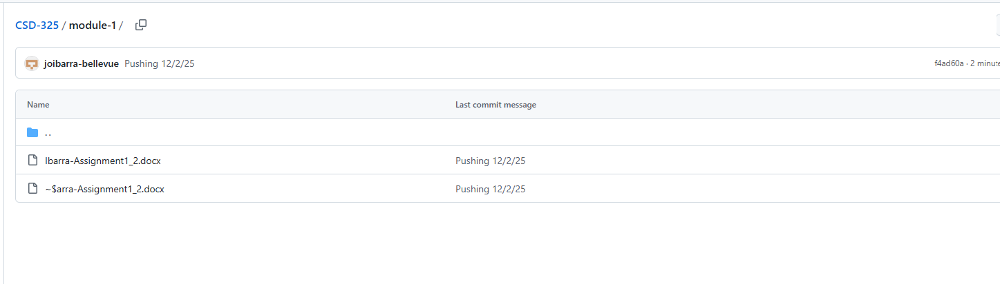 CSD-325 / module-1 /
joibarra-bellevue Pushing 12/2/25 f4ad60a · 2 minute
Name Last commit message
..
Ibarra-Assignment1_2.docx Pushing 12/2/25
~$arra-Assignment1_2.docx Pushing 12/2/25